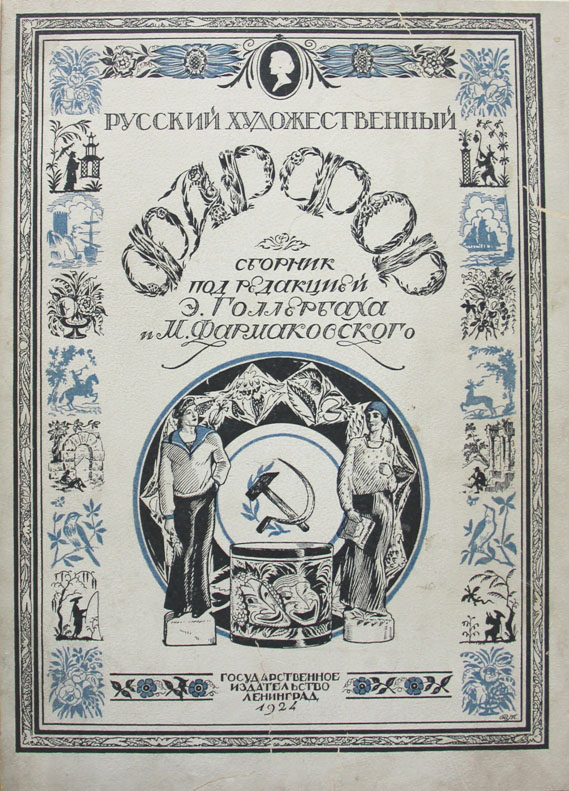 РУССКИЙ ХУДОЖЕСТВЕННЫЙ
ФАРФОР
СБОРНИК
ПОД РЕДАКЦИЕЙ
Э. ГОЛЛЕРБАХА
и М. ФАРМАКОВСКОГО
ГОСУДАРСТВЕННОЕ
ИЗДАТЕЛЬСТВО
ЛЕНИНГРАД
1924